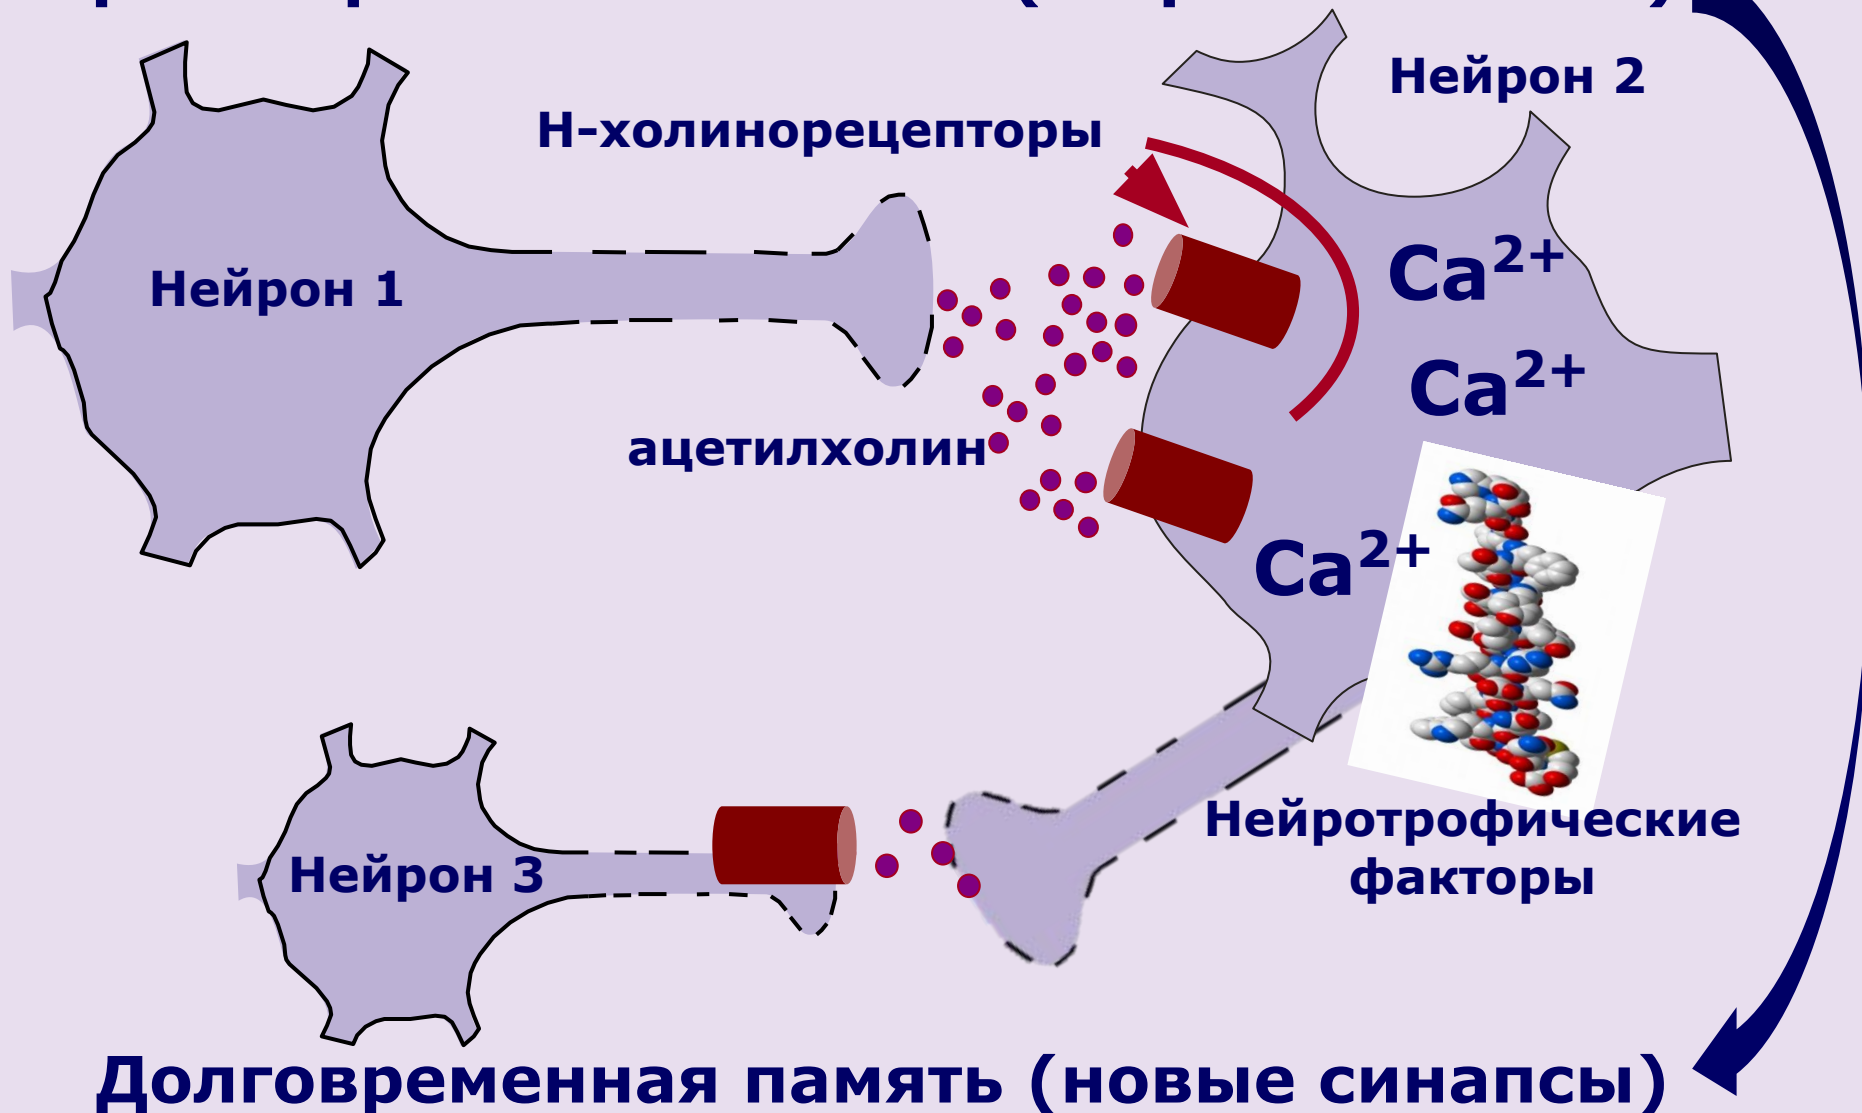 Нейрон 2
Н-холинорецепторы
Нейрон 1
Ca2+
Ca2+
ацетилхолин
Ca2+
Нейротрофические
факторы
Нейрон 3
Долговременная память (новые синапсы)